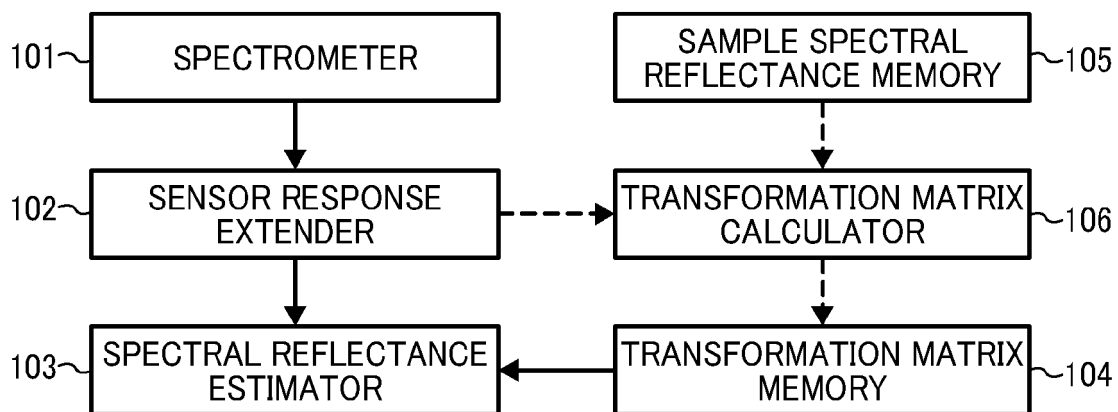 101
SPECTROMETER
SAMPLE SPECTRAL
REFLECTANCE MEMORY
105
102
SENSOR RESPONSE
EXTENDER
TRANSFORMATION MATRIX
CALCULATOR
106
103
SPECTRAL REFLECTANCE
ESTIMATOR
TRANSFORMATION MATRIX
MEMORY
104